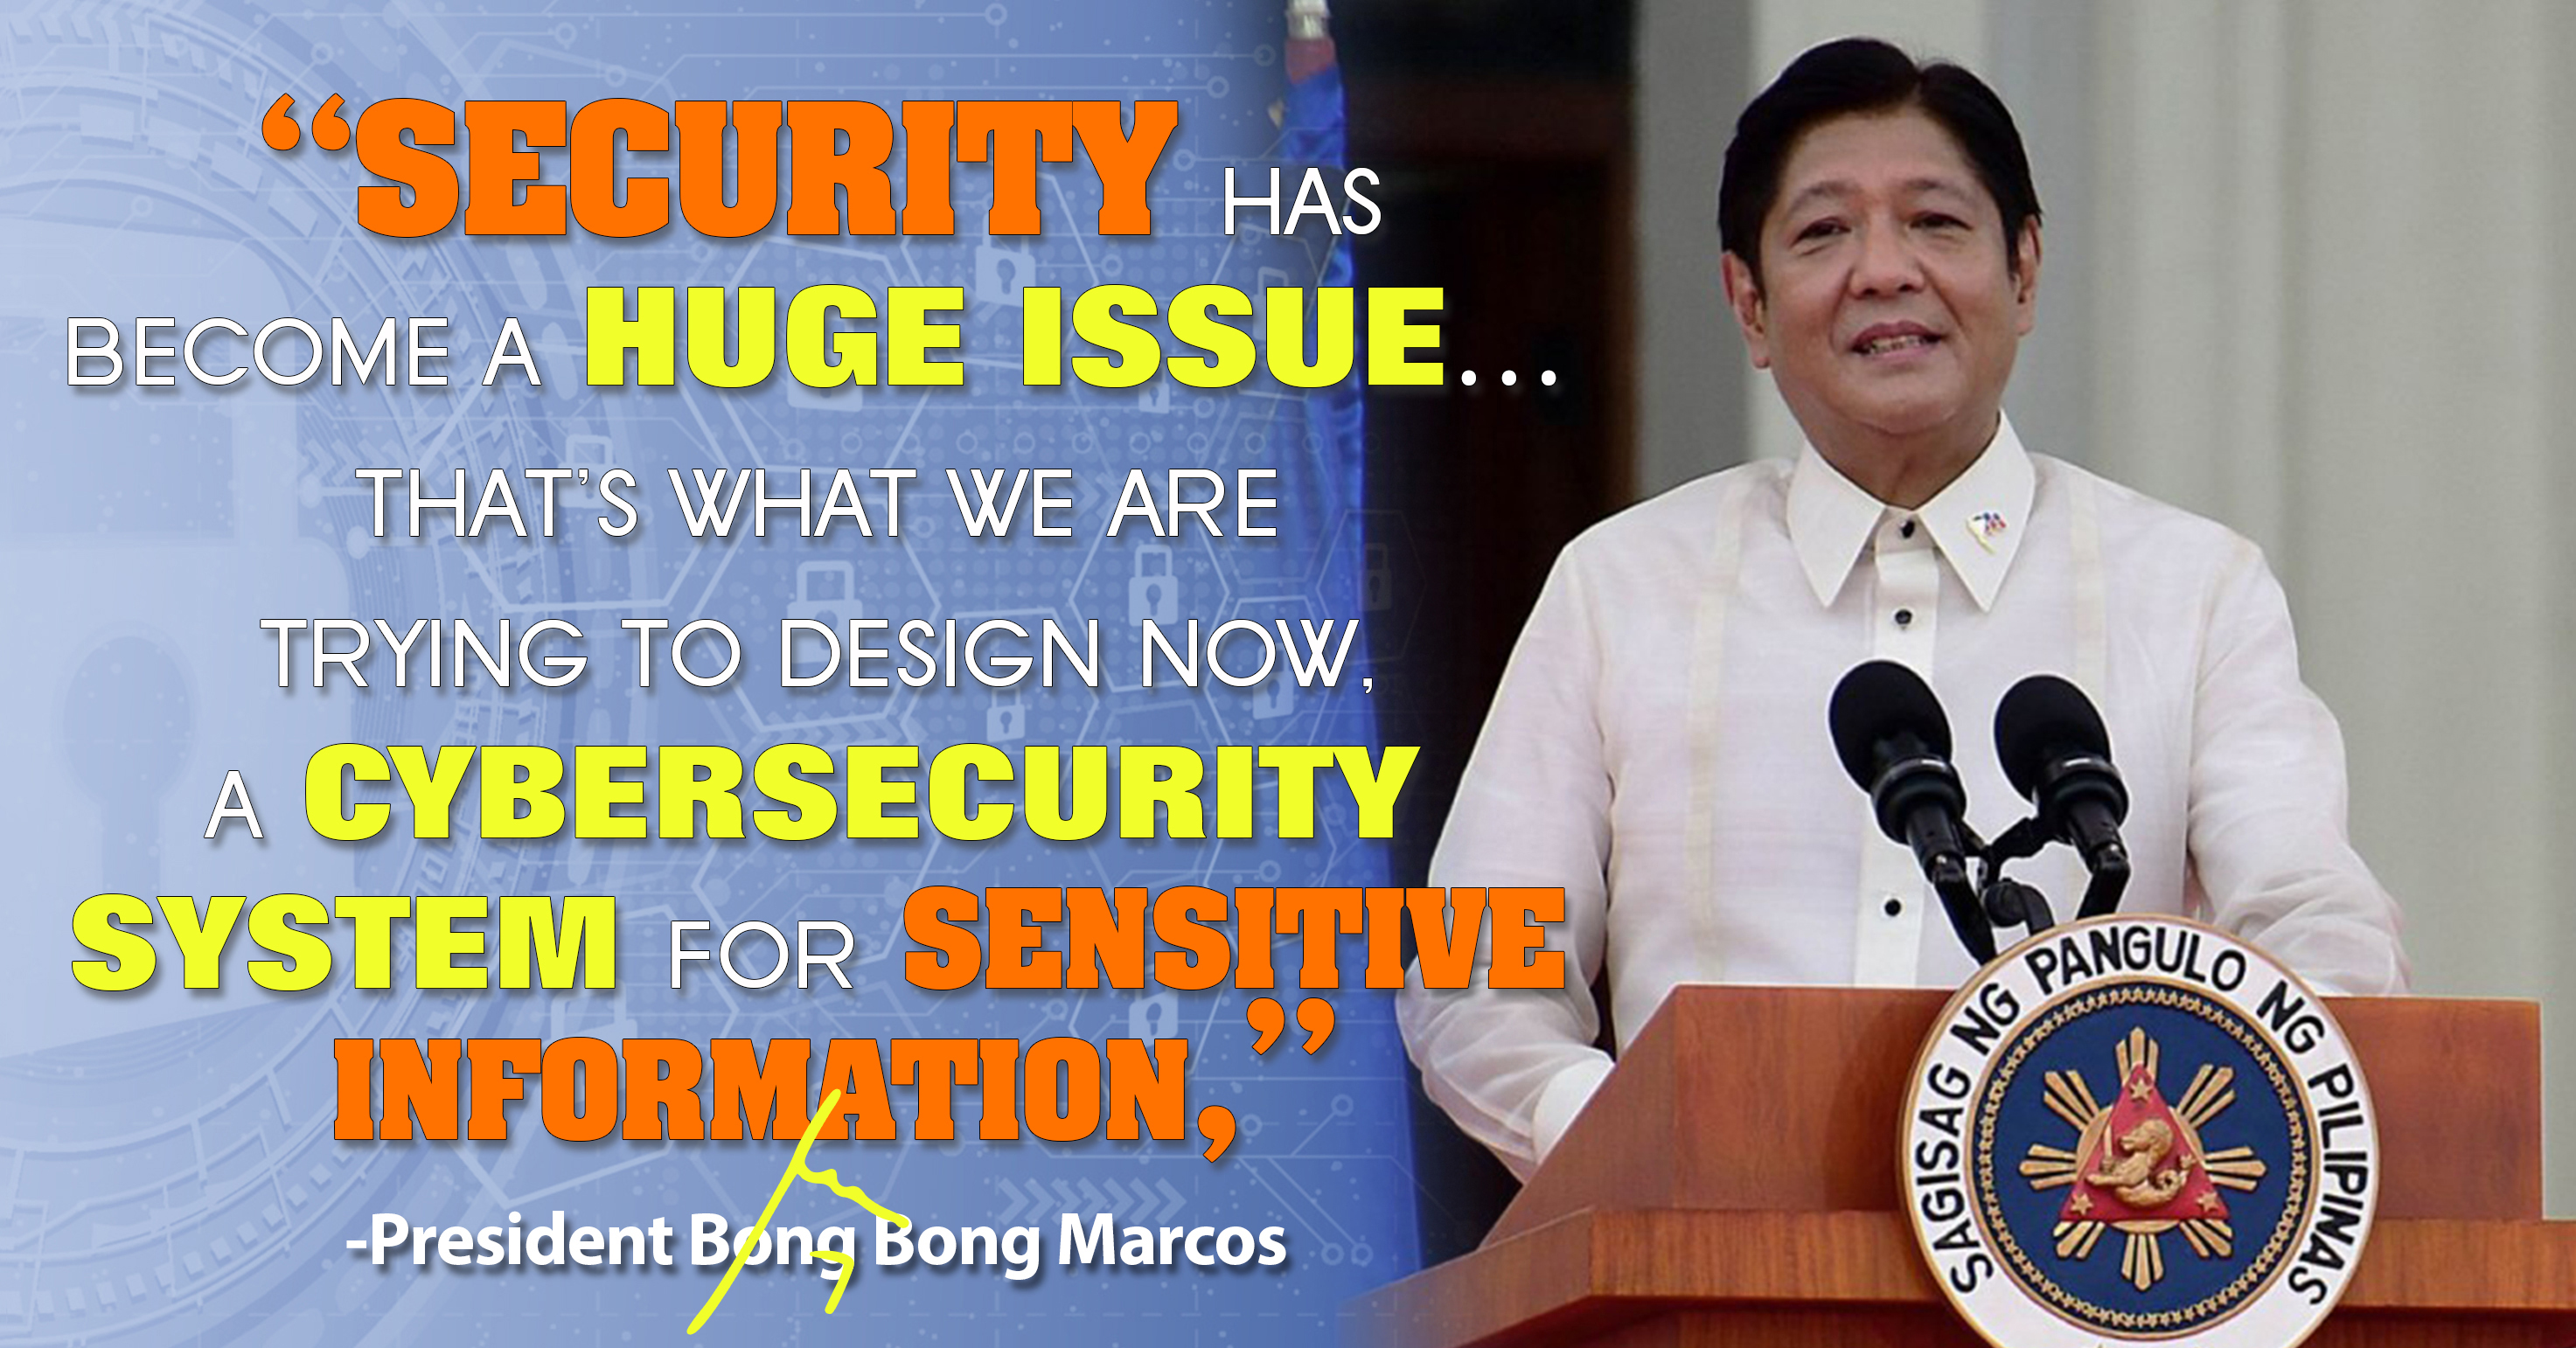 “SECURITY HAS
BECOME A HUGE ISSUE...
THAT’S WHAT WE ARE
TRYING TO DESIGN NOW,
A CYBERSECURITY
SYSTEM FOR SENSITIVE
INFORMATION,”
-President Bong Bong Marcos
SAGISAG NG PANGULO NG PILIPINAS